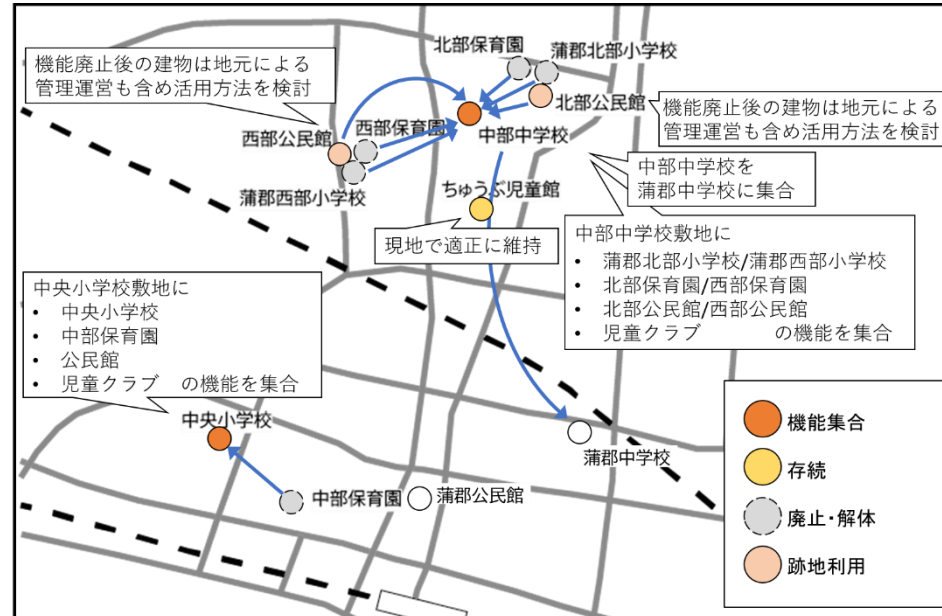 北部保育園
蒲郡北部小学校
機能廃止後の建物は地元による
管理運営も含め活用方法を検討
北部公民館
機能廃止後の建物は地元による
管理運営も含め活用方法を検討
西部公民館
西部保育園
中部中学校
蒲郡西部小学校
中部中学校を
蒲郡中学校に集合
ちゅうぶ児童館
現地で適正に維持
中部中学校敷地に
• 蒲郡北部小学校/蒲郡西部小学校
• 北部保育園/西部保育園
• 北部公民館/西部公民館
• 児童クラブ の機能を集合
中央小学校敷地に
• 中央小学校
• 中部保育園
• 公民館
• 児童クラブ の機能を集合
中央小学校
蒲郡中学校
中部保育園
蒲郡公民館
機能集合
存続
廃止・解体
跡地利用